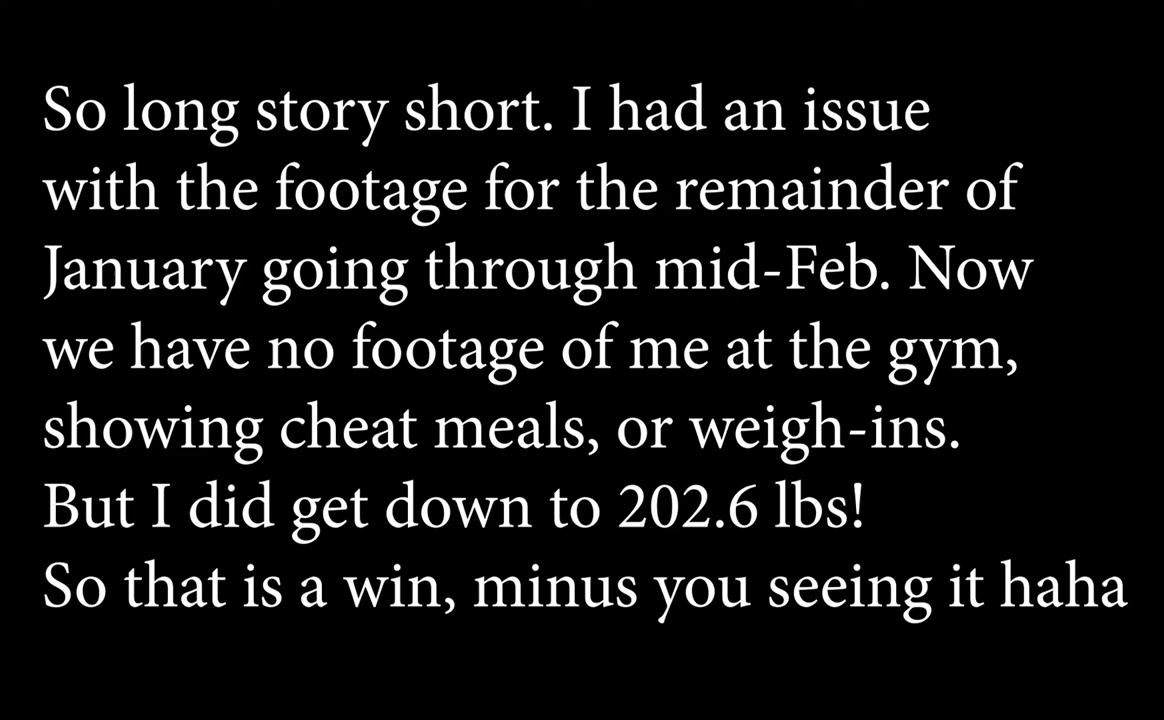 So long story short. I had an issue
with the footage for the remainder of
January going through mid-Feb. Now
we have no footage of me at the gym,
showing cheat meals, or weigh-ins.
But I did get down to 202.6 lbs!
So that is a win, minus you seeing it haha